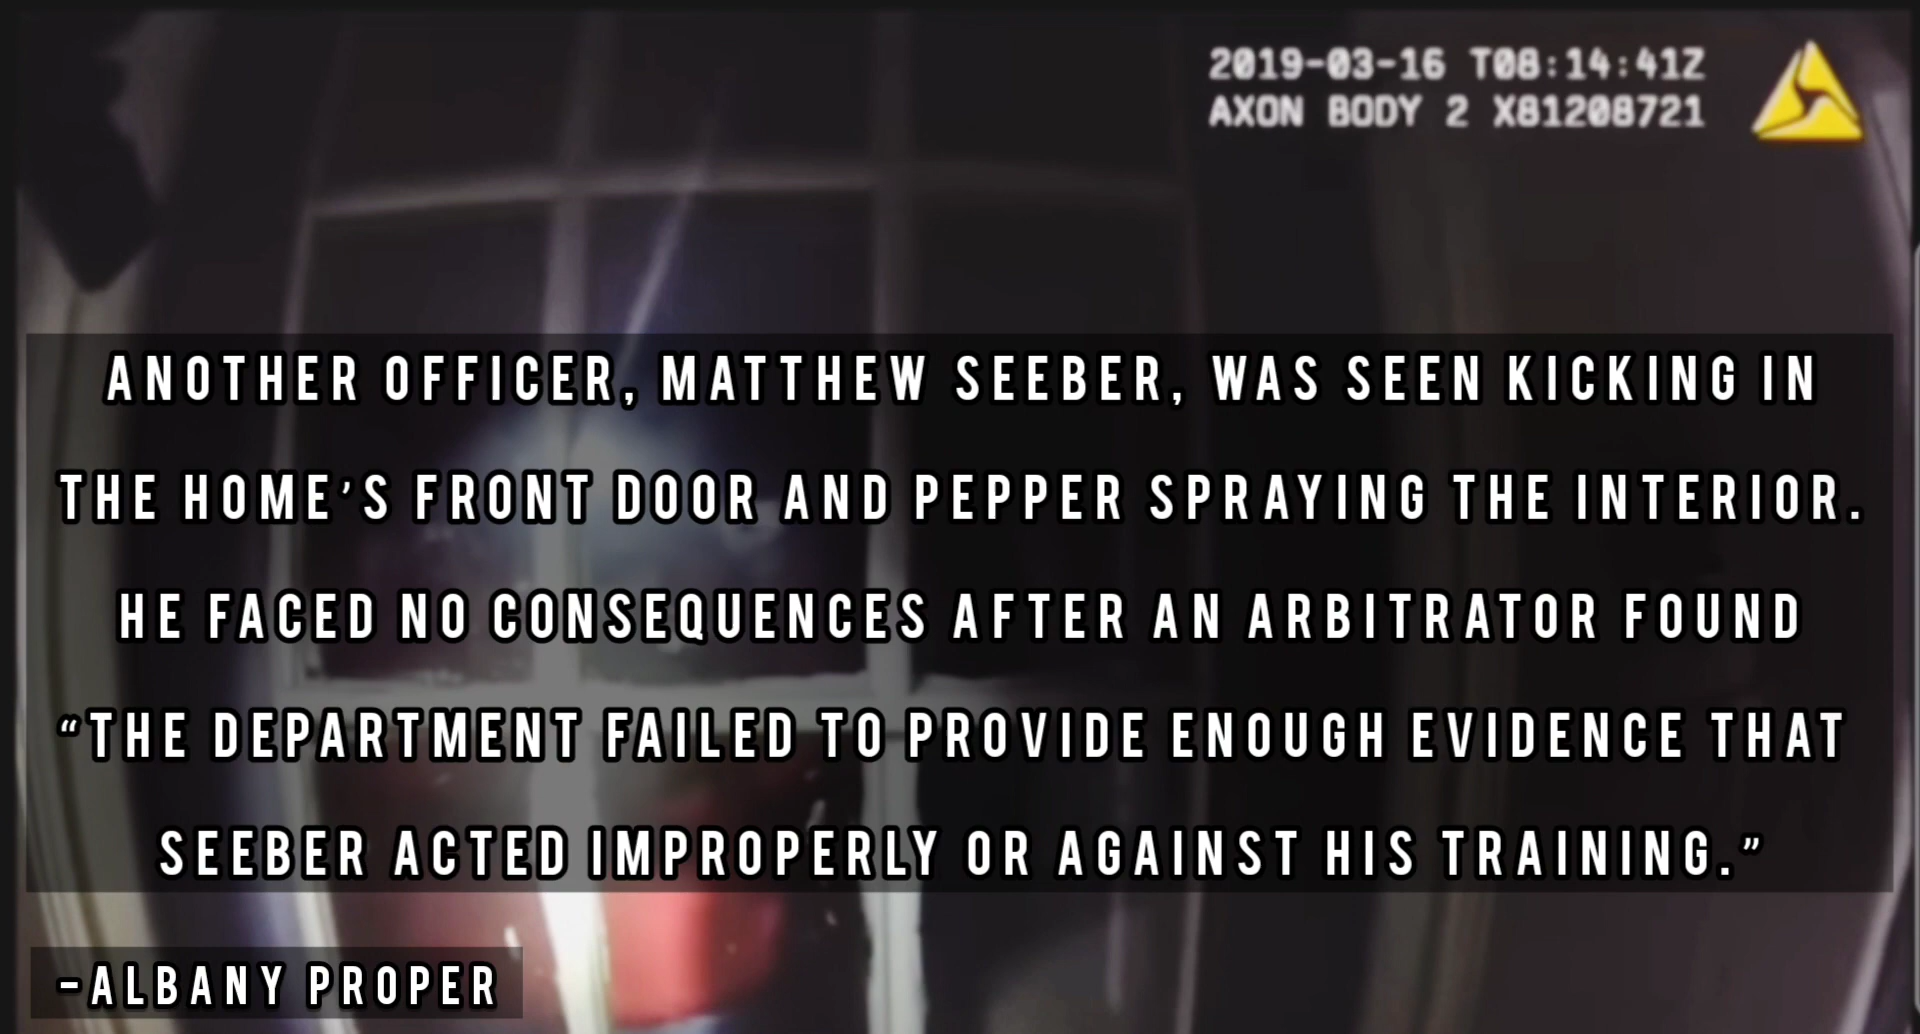 2019-03-16 T08:14:41Z
AXON BODY 2 X81208721
ANOTHER OFFICER, MATTHEW SEEBER, WAS SEEN KICKING IN
THE HOME'S FRONT DOOR AND PEPPER SPRAYING THE INTERIOR.
HE FACED NO CONSEQUENCES AFTER AN ARBITRATOR FOUND
“THE DEPARTMENT FAILED TO PROVIDE ENOUGH EVIDENCE THAT
SEEBER ACTED IMPROPERLY OR AGAINST HIS TRAINING.”
-ALBANY PROPER